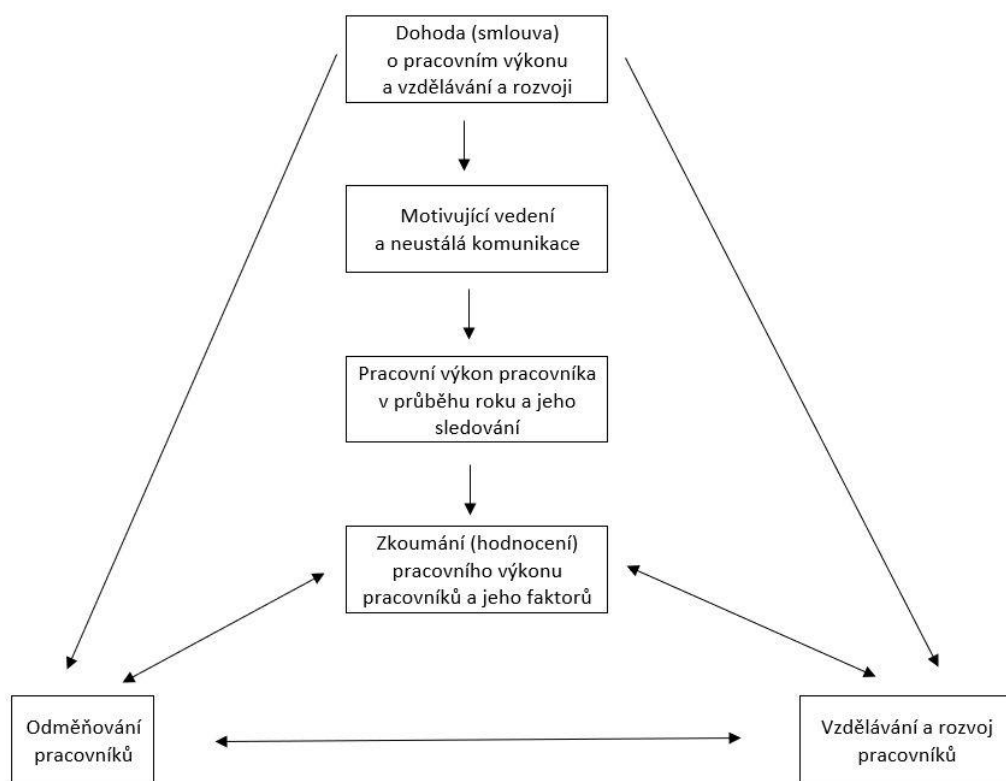 Dohoda (smlouva)
o pracovním výkonu
a vzdělávání a rozvoji
Motivující vedení
a neustálá komunikace
Pracovní výkon pracovníka
v průběhu roku a jeho
sledování
Zkoumání (hodnocení)
pracovního výkonu
pracovníků a jeho faktorů
Odměňování
pracovníků
Vzdělávání a rozvoj
pracovníků